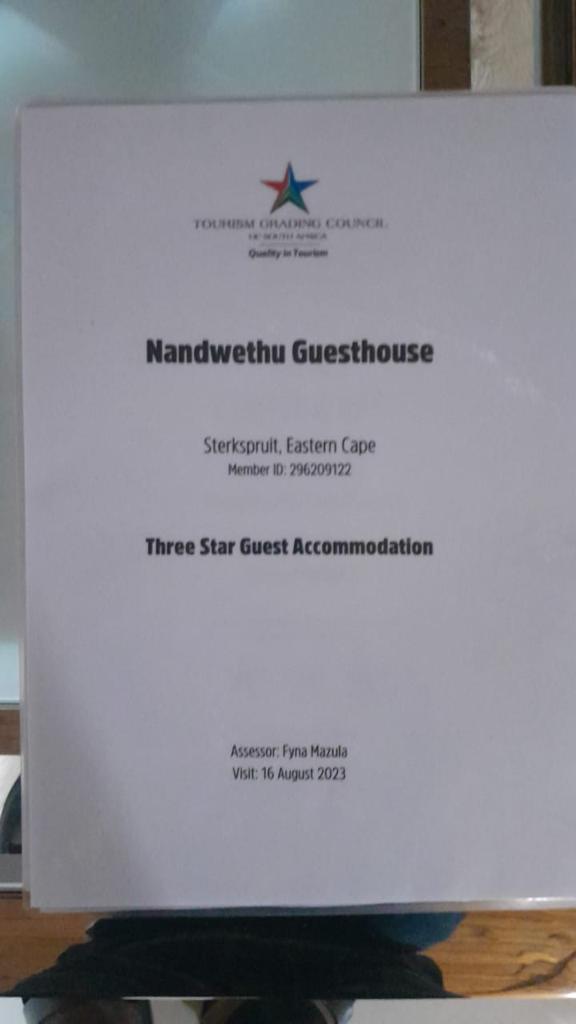 TOURISM GRADING COUNCIL
OF SOUTH AFRICA
Quality in Tourism
Nandwethu Guesthouse
Sterkspruit, Eastern Cape
Member ID: 296209122
Three Star Guest Accommodation
Assessor: Fyna Mazula
Visit: 16 August 2023